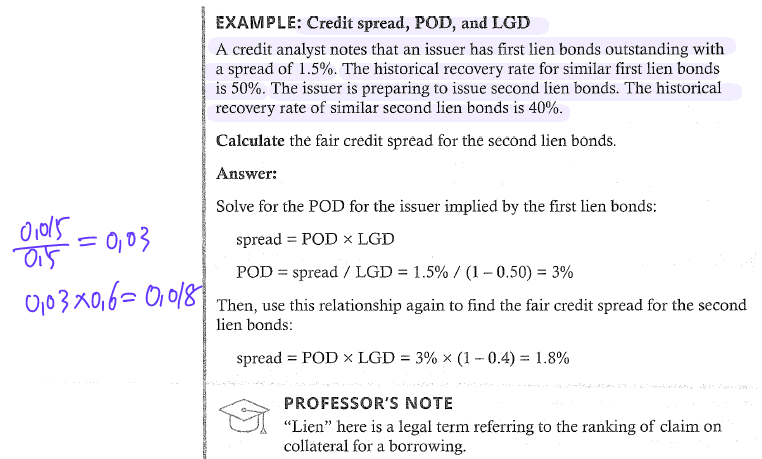 EXAMPLE: Credit spread, POD, and LGD
A credit analyst notes that an issuer has first lien bonds outstanding with
a spread of 1.5%. The historical recovery rate for similar first lien bonds
is 50%. The issuer is preparing to issue second lien bonds. The historical
recovery rate of similar second lien bonds is 40%.
Calculate the fair credit spread for the second lien bonds.
Answer:
Solve for the POD for the issuer implied by the first lien bonds:
spread = POD × LGD
POD = spread / LGD = 1.5% / (1 – 0.50) = 3%
Then, use this relationship again to find the fair credit spread for the second
lien bonds:
spread = POD × LGD = 3% × (1 – 0.4) = 1.8%
0,015
0,5
= 0,03
0,03×0,6= 0,018
PROFESSOR'S NOTE
“Lien” here is a legal term referring to the ranking of claim on
collateral for a borrowing.